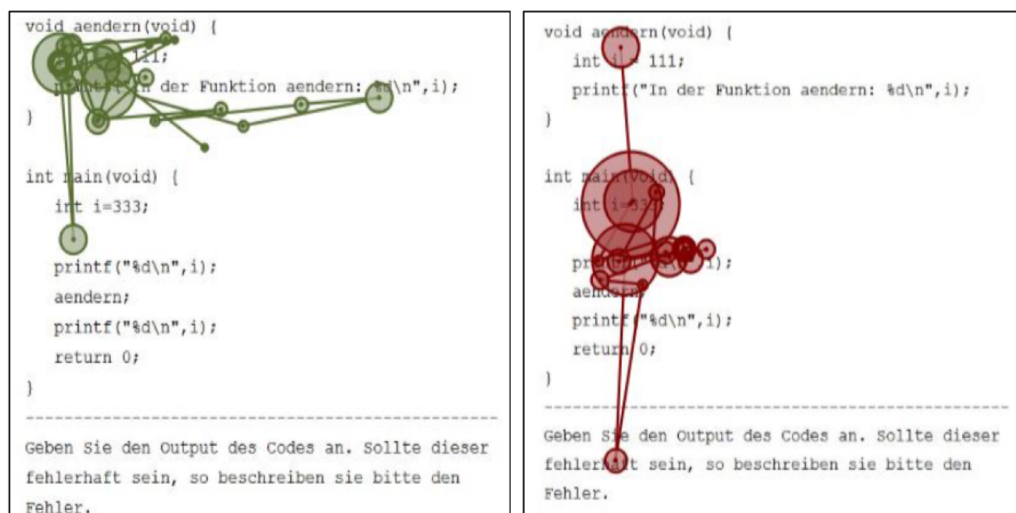 void aendern(void) {
111;
printf("In der Funktion aendern: %d\n",i);
}
int main(void) {
int i=333;
printf("%d\n",i);
aendern;
printf("%d\n",i);
return 0;
}
Geben Sie den Output des Codes an. Sollte dieser
fehlerhaft sein, so beschreiben sie bitte den
Fehler.
void aendern(void) {
int i = 111;
printf("In der Funktion aendern: %d\n",i);
}
int main(void) {
int i=333;
i);
aendern;
printf("%d\n",i);
return 0;
}
Geben Sie den Output des Codes an. Sollte dieser
fehlerhaft sein, so beschreiben sie bitte den
Fehler.